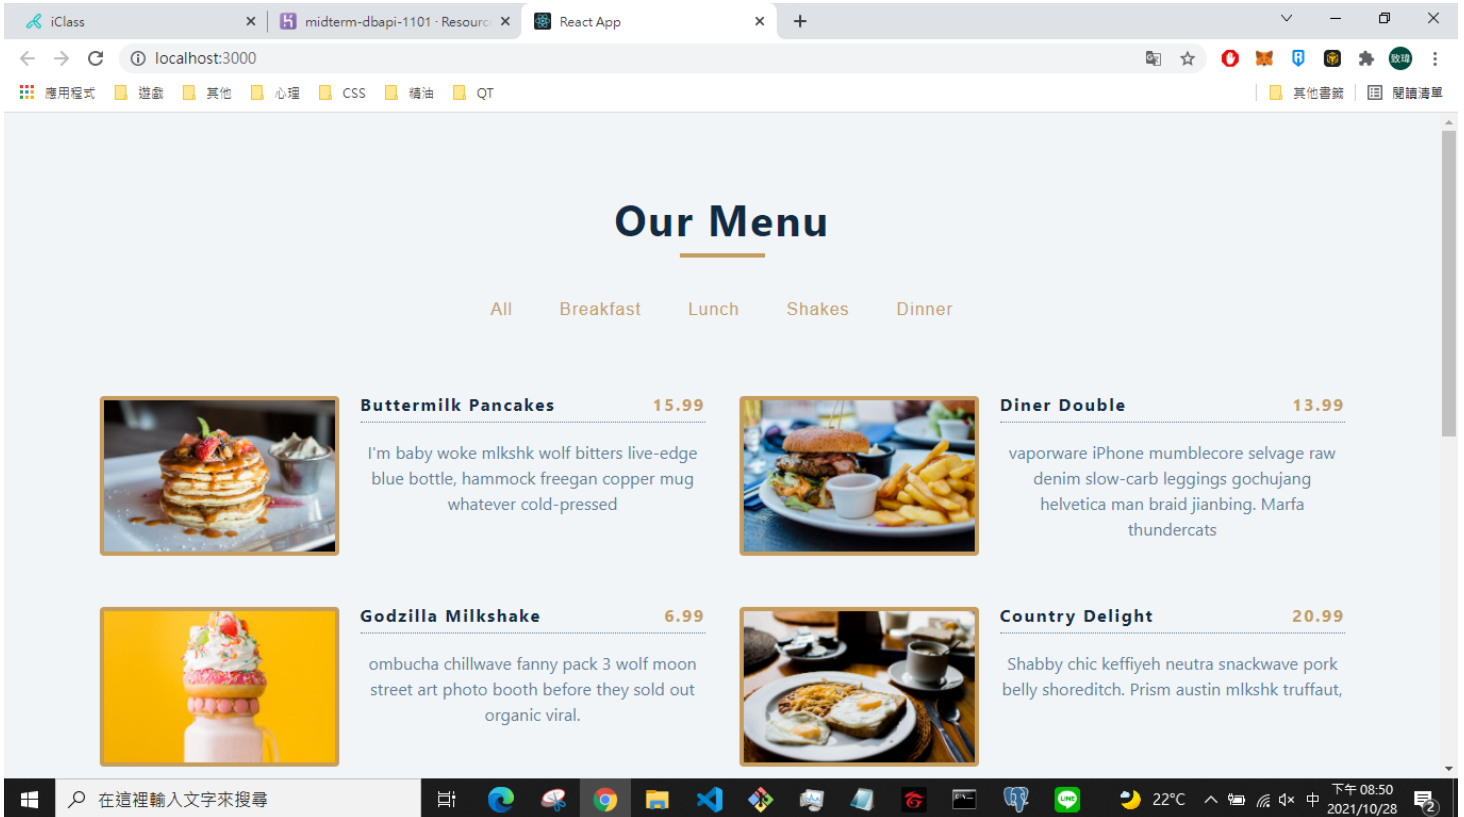 iClass
midterm-dbapi-1101 · Resourc
React App
localhost:3000
致瑋
應用程式 遊戲 其他 心理 CSS 精油 QT
其他書籤 閱讀清單
Our Menu
All Breakfast Lunch Shakes Dinner
Buttermilk Pancakes 15.99
I'm baby woke mlkshk wolf bitters live-edge
blue bottle, hammock freegan copper mug
whatever cold-pressed
Diner Double 13.99
vaporware iPhone mumblecore selvage raw
denim slow-carb leggings gochujang
helvetica man braid jianbing. Marfa
thundercats
Godzilla Milkshake 6.99
ombucha chillwave fanny pack 3 wolf moon
street art photo booth before they sold out
organic viral.
Country Delight 20.99
Shabby chic keffiyeh neutra snackwave pork
belly shoreditch. Prism austin mlkshk truffaut,
在這裡輸入文字來搜尋
LINE
22°C
中
下午 08:50
2021/10/28
2